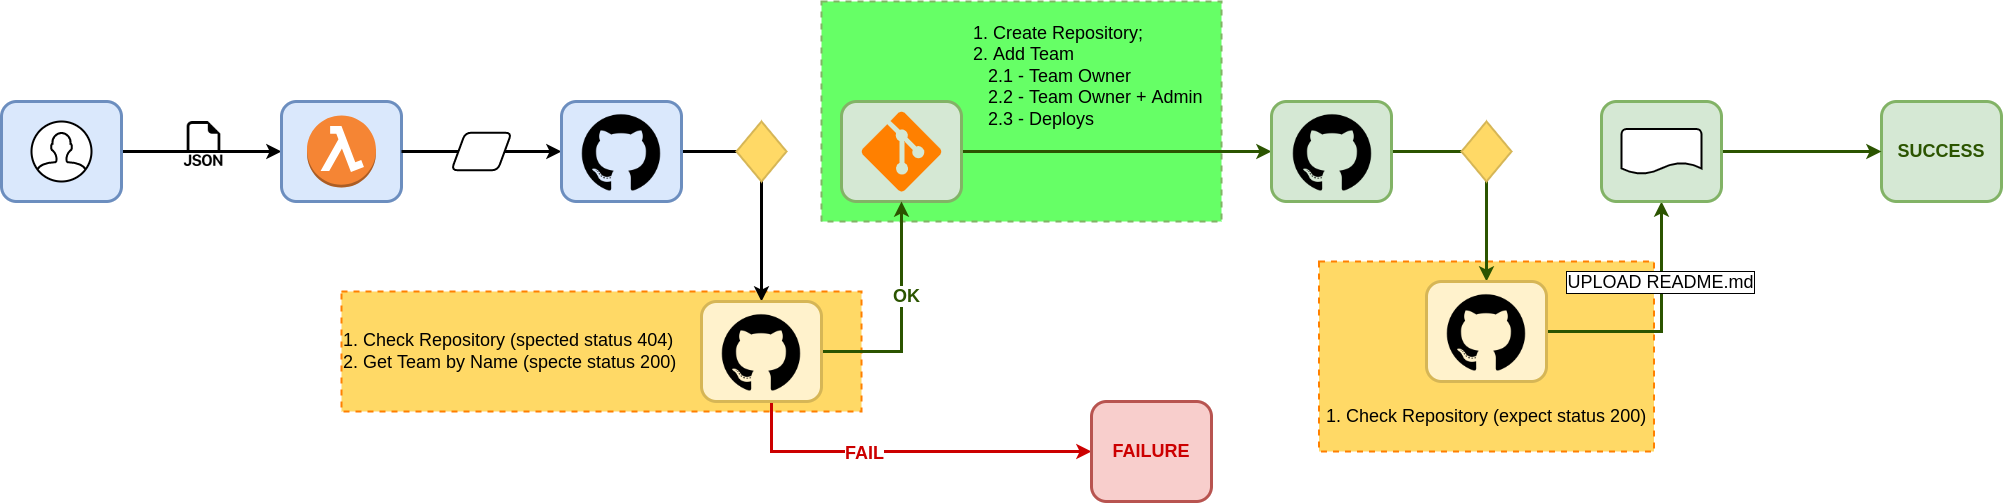 1. Create Repository;
2. Add Team
2.1 - Team Owner
2.2 - Team Owner + Admin
2.3 - Deploys
JSON
SUCCESS
UPLOAD README.md
OK
1. Check Repository (spected status 404)
2. Get Team by Name (specte status 200)
1. Check Repository (expect status 200)
FAIL
FAILURE